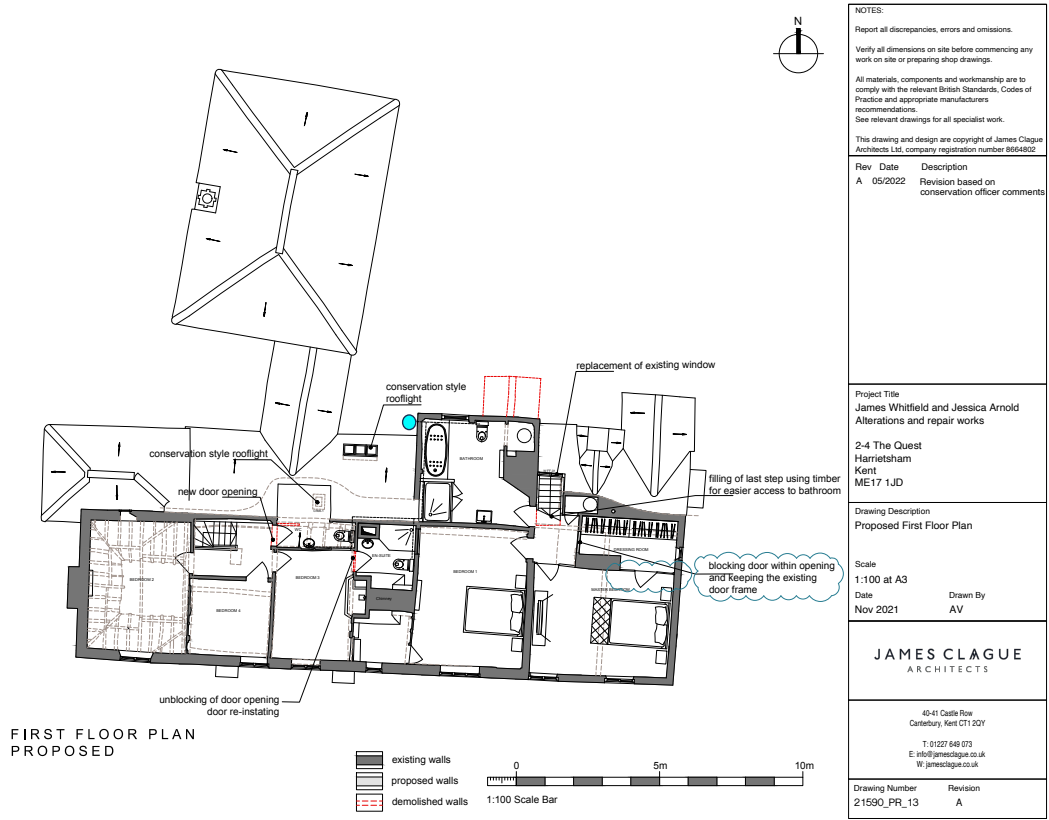 N
conservation style
rooflight
replacement of existing window
conservation style rooflight
new door opening
filling of last step using timber
for easier access to bathroom
BATHROOM
WC
EN-SUITE
DRESSING ROOM
BEDROOM 2
BEDROOM 4
BEDROOM 3
BEDROOM 1
MASTER BEDROOM
blocking door within opening
and keeping the existing
door frame
unblocking of door opening
door re-instating
FIRST FLOOR PLAN
PROPOSED
existing walls
proposed walls
demolished walls
0 5m 10m
1:100 Scale Bar
NOTES:
Report all discrepancies, errors and omissions.
Verify all dimensions on site before commencing any
work on site or preparing shop drawings.
All materials, components and workmanship are to
comply with the relevant British Standards, Codes of
Practice and appropriate manufacturers
recommendations.
See relevant drawings for all specialist work.
This drawing and design are copyright of James Clague
Architects Ltd, company registration number 8664802
Rev Date Description
A 05/2022 Revision based on
conservation officer comments
Project Title
James Whitfield and Jessica Arnold
Alterations and repair works
2-4 The Quest
Harrietsham
Kent
ME17 1JD
Drawing Description
Proposed First Floor Plan
Scale
1:100 at A3
Date Drawn By
Nov 2021 AV
JAMES CLAGUE
ARCHITECTS
40-41 Castle Row
Canterbury, Kent CT1 2QY
T: 01227 649 073
E: info@jamesclague.co.uk
W: jamesclague.co.uk
Drawing Number Revision
21590_PR_13 A